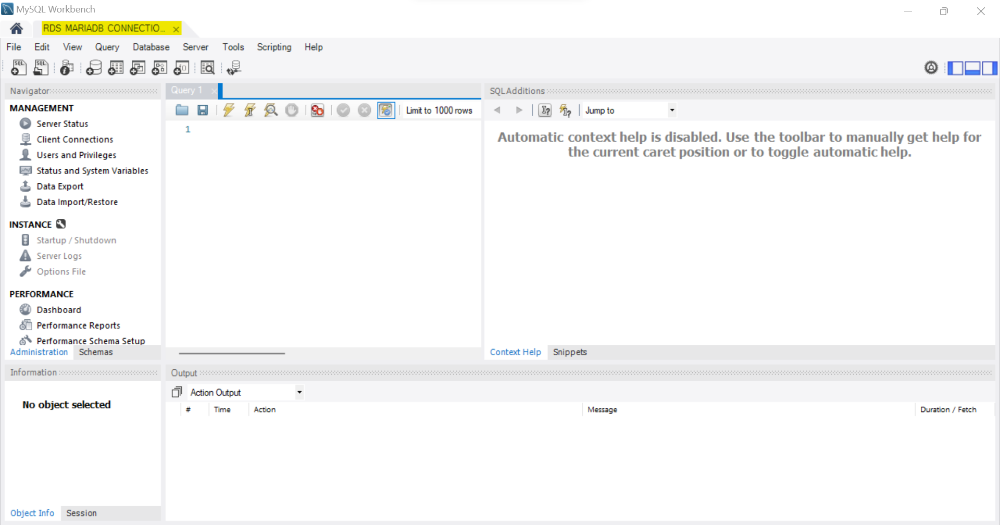 MySQL Workbench
RDS MARIADB CONNECTIO...
File Edit View Query Database Server Tools Scripting Help
SQL SQL
Navigator
MANAGEMENT
Server Status
Client Connections
Users and Privileges
Status and System Variables
Data Export
Data Import/Restore
INSTANCE
Startup / Shutdown
Server Logs
Options File
PERFORMANCE
Dashboard
Performance Reports
Performance Schema Setup
Administration Schemas
Query 1
Limit to 1000 rows
1
SQLAdditions
Jump to
Automatic context help is disabled. Use the toolbar to manually get help for
the current caret position or to toggle automatic help.
Context Help Snippets
Information
No object selected
Object Info Session
Output
Action Output
# Time Action Message Duration / Fetch